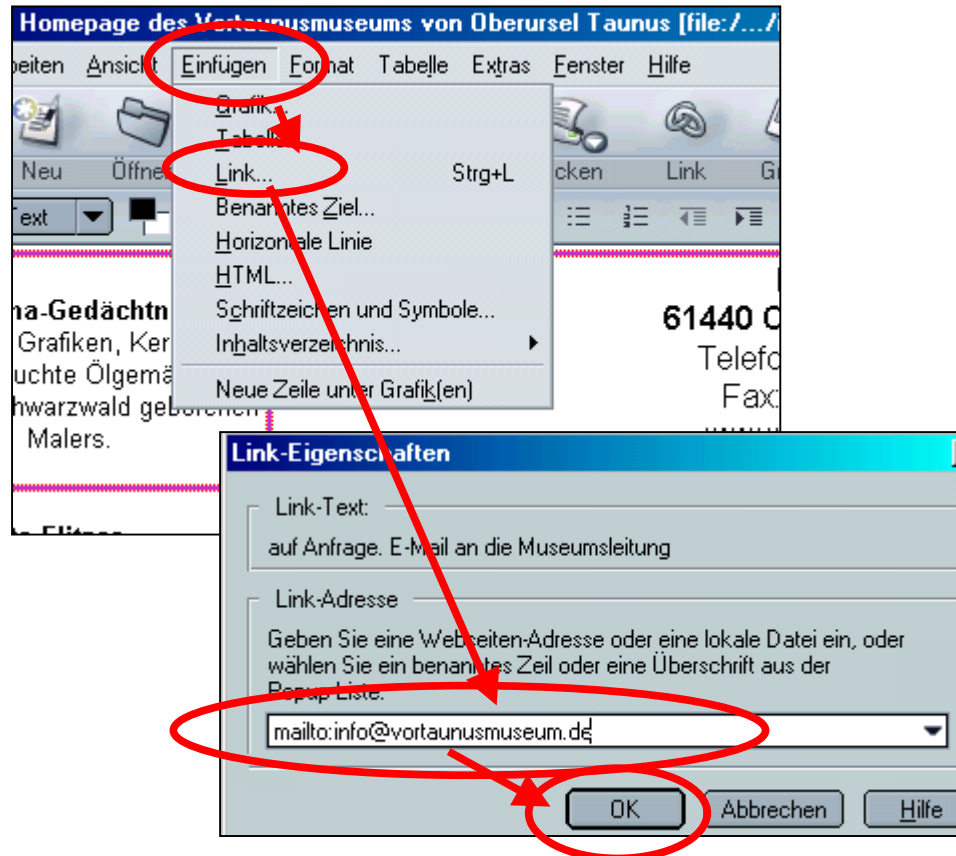 Homepage des Vortaunusmuseums von Oberursel Taunus [file:/.../i
beiten Ansicht Einfügen Format Tabelle Extras Fenster Hilfe
Grafik...
Tabelle
Neu Öffne cken Link G
Link... Strg+L
Text
Benanntes Ziel...
Horizontale Linie
HTML...
Schriftzeichen und Symbole...
Inhaltsverzeichnis...
Neue Zeile unter Grafik(en)
na-Gedächtn
Grafiken, Ker
uchte Ölgemä
hwarzwald geborenen
Malers.
61440 O
Telefo
Fax:
Link-Eigenschaften
Link-Text:
auf Anfrage. E-Mail an die Museumsleitung
Link-Adresse
Geben Sie eine Webseiten-Adresse oder eine lokale Datei ein, oder
wählen Sie ein benanntes Zeil oder eine Überschrift aus der
Popup-Liste.
mailto:info@vortaunusmuseum.de
OK Abbrechen Hilfe